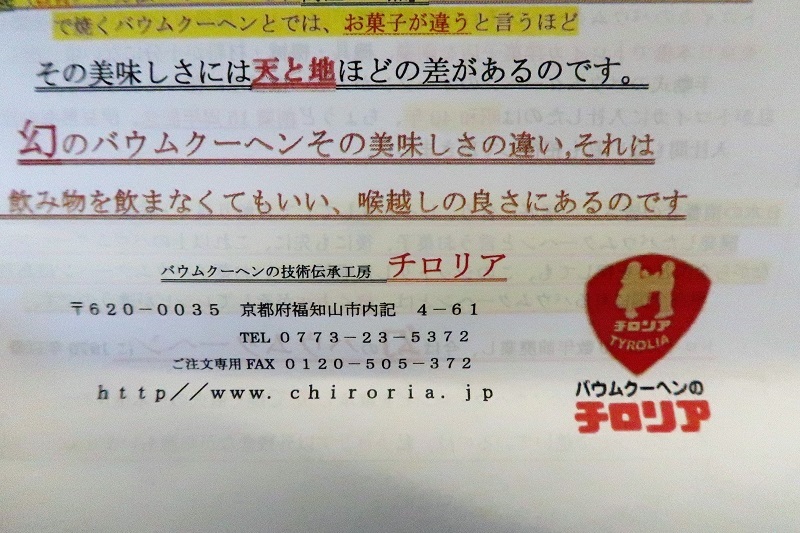 で焼くバウムクーヘンとでは、お菓子が違うと言うほど
その美味しさには天と地ほどの差があるのです。
幻のバウムクーヘンその美味しさの違い,それは
飲み物を飲まなくてもいい、喉越しの良さにあるのです
バウムクーヘンの技術伝承工房 チロリア
〒620-0035 京都府福知山市内記 4-61
TEL 0773-23-5372
ご注文専用FAX 0120-505-372
http//www.chiroria.jp
チロリア
TYROLIA
バウムクーヘンの
チロリア